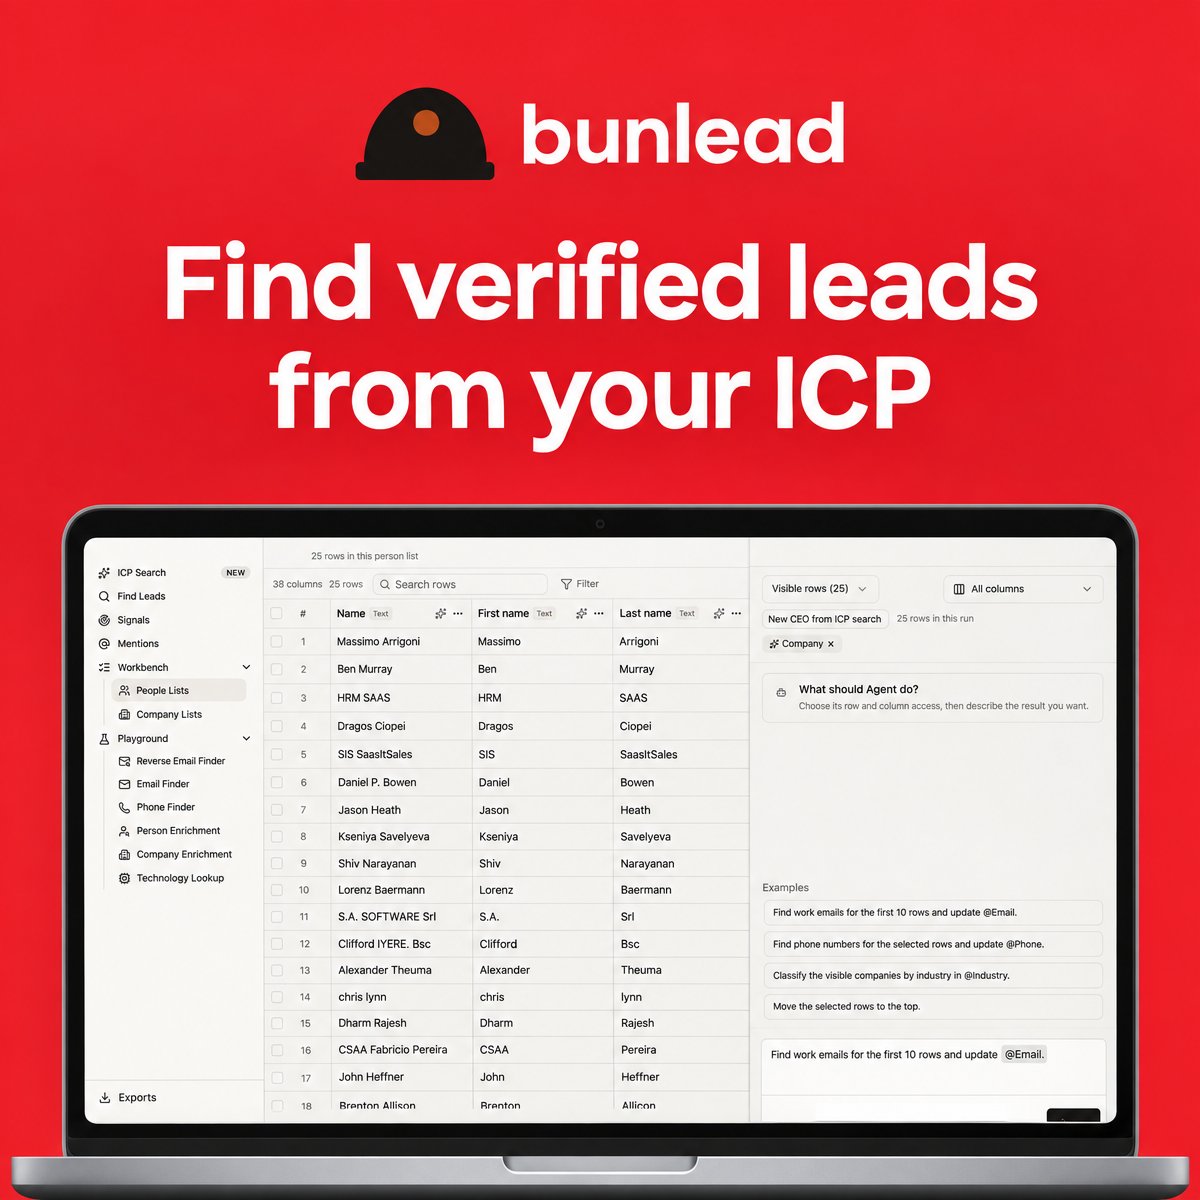 bunlead
Find verified leads
from your ICP
ICP Search
NEW
Find Leads
Signals
Mentions
Workbench
People Lists
Company Lists
Playground
Reverse Email Finder
Email Finder
Phone Finder
Person Enrichment
Company Enrichment
Technology Lookup
Exports
25 rows in this person list
38 columns 25 rows Search rows Filter
# Name Text First name Text Last name Text
1 Massimo Arrigoni Massimo Arrigoni
2 Ben Murray Ben Murray
3 HRM SAAS HRM SAAS
4 Dragos Ciopei Dragos Ciopei
5 SIS SaasItSales SIS SaasItSales
6 Daniel P. Bowen Daniel Bowen
7 Jason Heath Jason Heath
8 Kseniya Savelyeva Kseniya Savelyeva
9 Shiv Narayanan Shiv Narayanan
10 Lorenz Baermann Lorenz Baermann
11 S.A. SOFTWARE Srl S.A. Srl
12 Clifford IYERE. Bsc Clifford Bsc
13 Alexander Theuma Alexander Theuma
14 chris lynn chris lynn
15 Dharm Rajesh Dharm Rajesh
16 CSAA Fabricio Pereira CSAA Pereira
17 John Heffner John Heffner
18 Brenton Allison Brenton
Visible rows (25) All columns
New CEO from ICP search 25 rows in this run
Company ×
What should Agent do?
Choose its row and column access, then describe the result you want.
Examples
Find work emails for the first 10 rows and update @Email.
Find phone numbers for the selected rows and update @Phone.
Classify the visible companies by industry in @Industry.
Move the selected rows to the top.
Find work emails for the first 10 rows and update @Email.